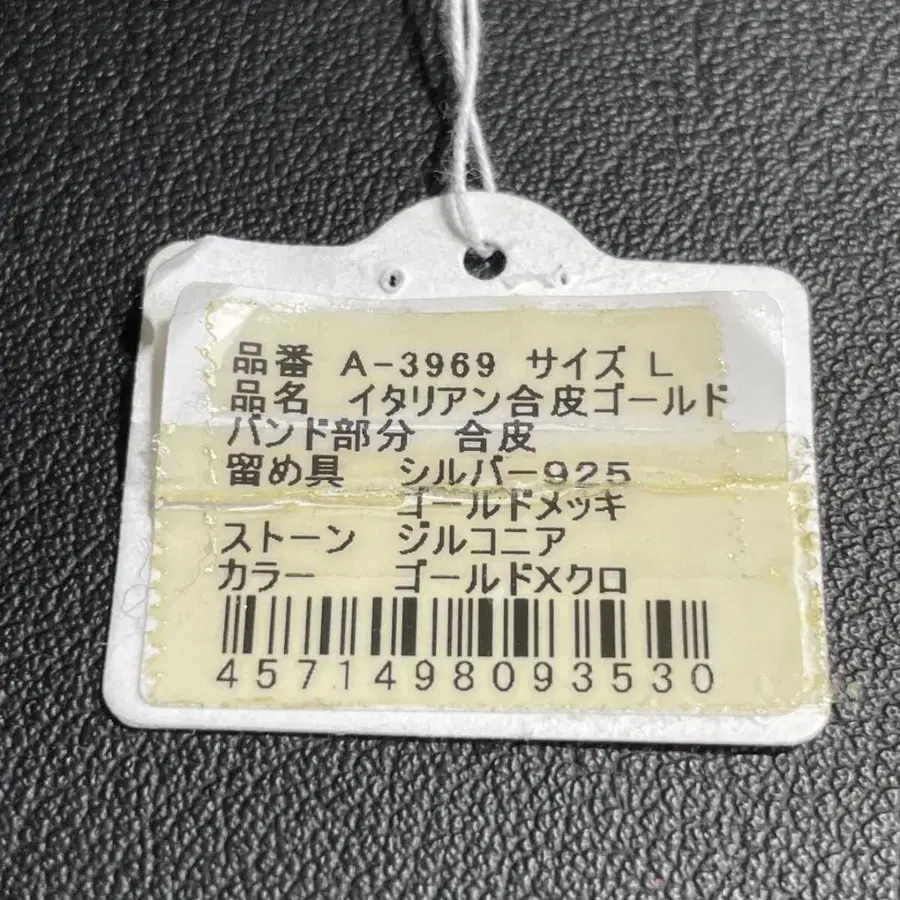 品番 A-3969 サイズ L
品名 イタリアン合皮ゴールド
バンド部分 合皮
留め具 シルバー925
ゴールドメッキ
ストーン ジルコニア
カラー ゴールドXクロ
4571498093530